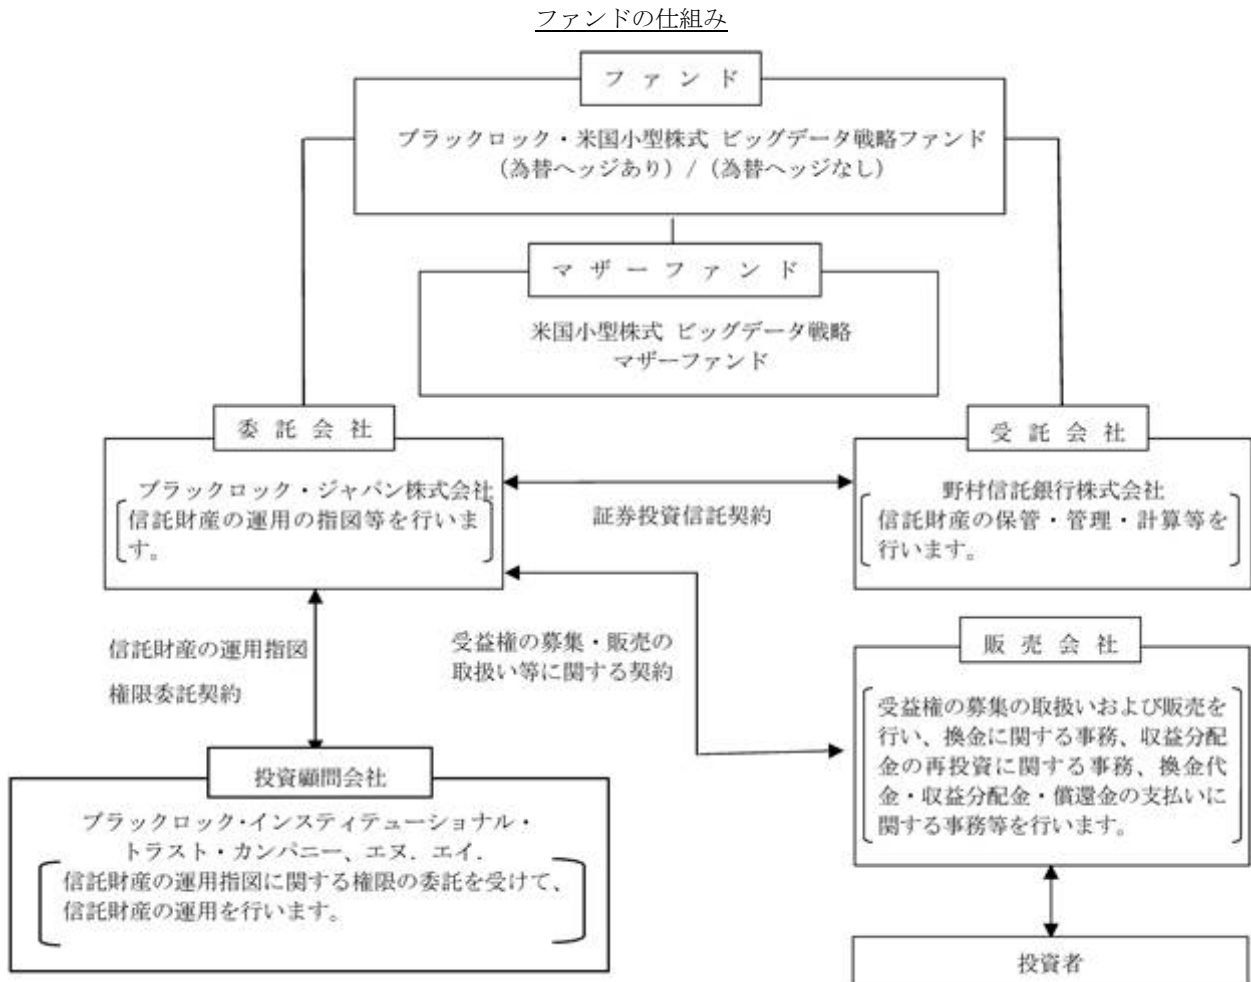 ファンドの仕組み
ファンド
ブラックロック・米国小型株式 ビッグデータ戦略ファンド
（為替ヘッジあり）/（為替ヘッジなし）
マザーファンド
米国小型株式 ビッグデータ戦略
マザーファンド
委託会社
ブラックロック・ジャパン株式会社
信託財産の運用の指図等を行いま
す。
証券投資信託契約
受託会社
野村信託銀行株式会社
信託財産の保管・管理・計算等を
行います。
信託財産の運用指図
権限委託契約
受益権の募集・販売の
取扱い等に関する契約
販売会社
受益権の募集の取扱いおよび販売を
行い、換金に関する事務、収益分配
金の再投資に関する事務、換金代
金・収益分配金・償還金の支払いに
関する事務等を行います。
投資顧問会社
ブラックロック・インスティテューショナル・
トラスト・カンパニー、エヌ．エイ．
信託財産の運用指図に関する権限の委託を受けて、
信託財産の運用を行います。
投資者